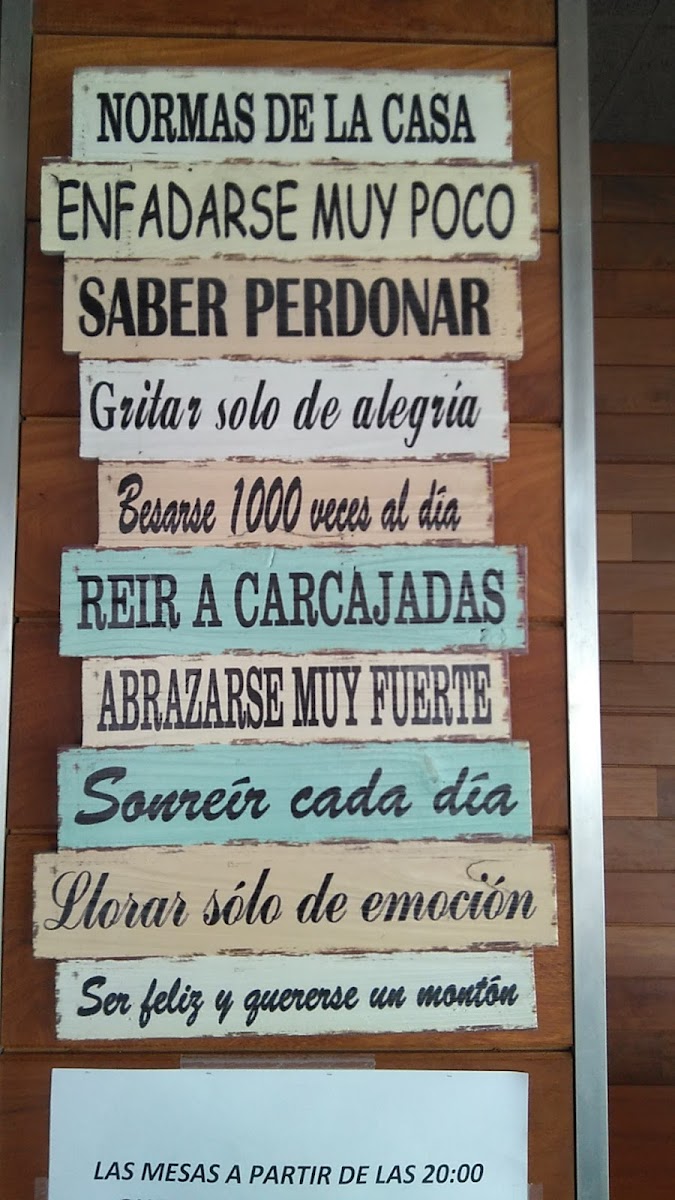 NORMAS DE LA CASA
ENFADARSE MUY POCO
SABER PERDONAR
Gritar solo de alegría
Besarse 1000 veces al día
REIR A CARCAJADAS
ABRAZARSE MUY FUERTE
Sonreír cada día
Llorar sólo de emoción
Ser feliz y quererse un montón
LAS MESAS A PARTIR DE LAS 20:00